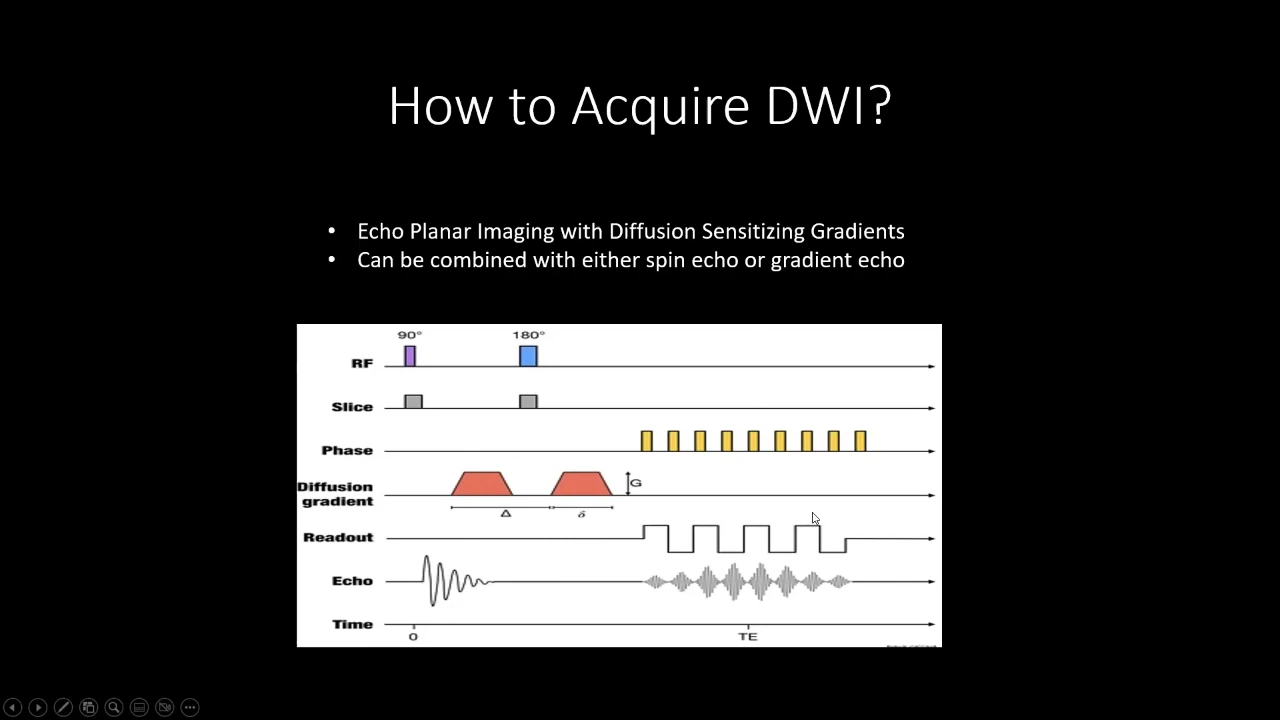 How to Acquire DWI?
• Echo Planar Imaging with Diffusion Sensitizing Gradients
• Can be combined with either spin echo or gradient echo
90° 180°
RF
Slice
Phase
Diffusion
gradient
G
Δ δ
Readout
Echo
Time
0 TE